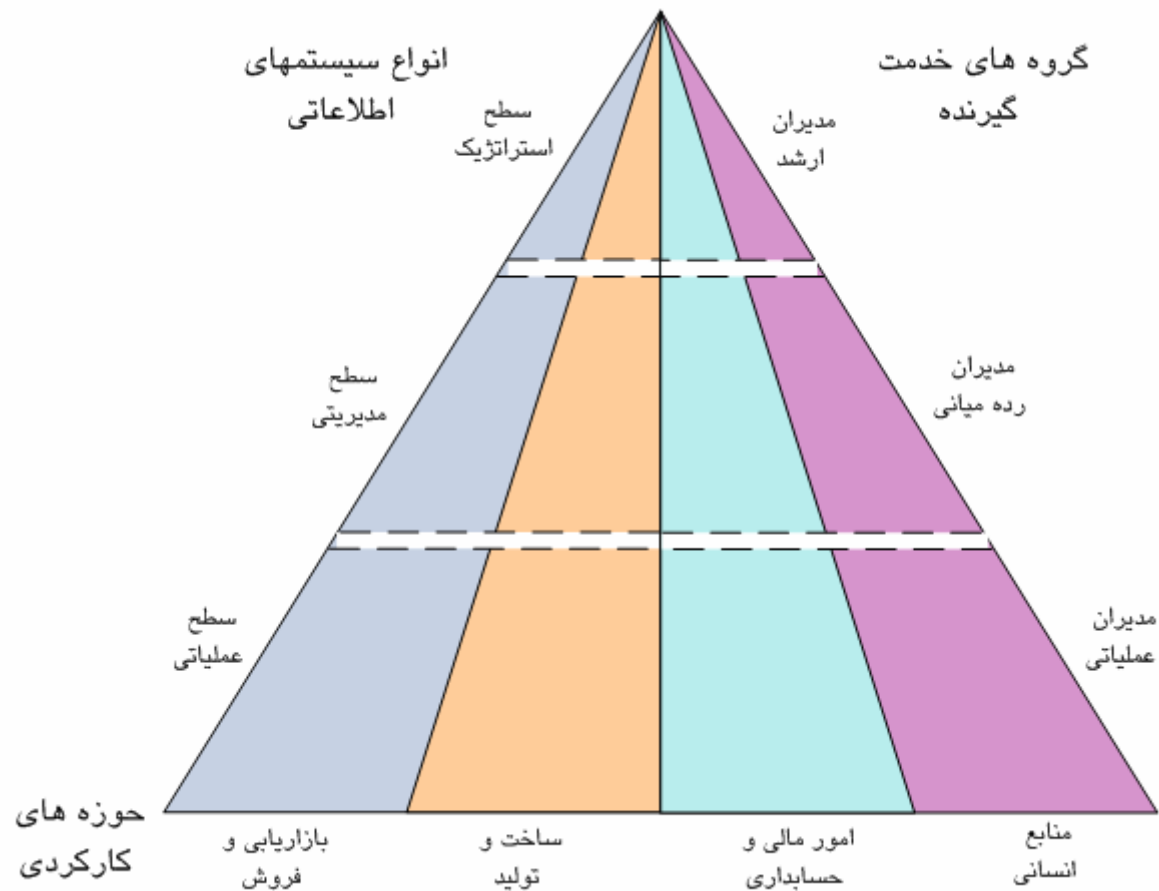 گروه های خدمت
گیرنده
انواع سیستمهای
اطلاعاتی
مدیران
ارشد
سطح
استراتژیک
مدیران
رده میانی
سطح
مدیریتی
مدیران
عملیاتی
سطح
عملیاتی
منابع
انسانی
امور مالی و
حسابداری
ساخت و
تولید
بازاریابی و
فروش
حوزه های
کارکردی